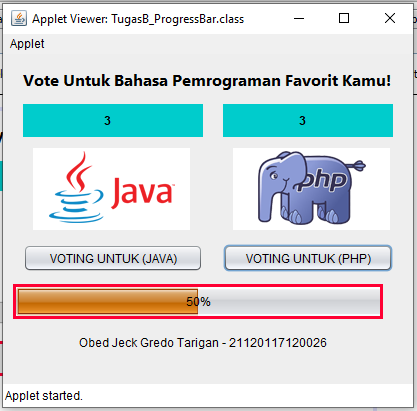 Applet Viewer: TugasB_ProgressBar.class
Applet
Vote Untuk Bahasa Pemrograman Favorit Kamu!
3 3
Java php
VOTING UNTUK (JAVA) VOTING UNTUK (PHP)
50%
Obed Jeck Gredo Tarigan - 21120117120026
Applet started.